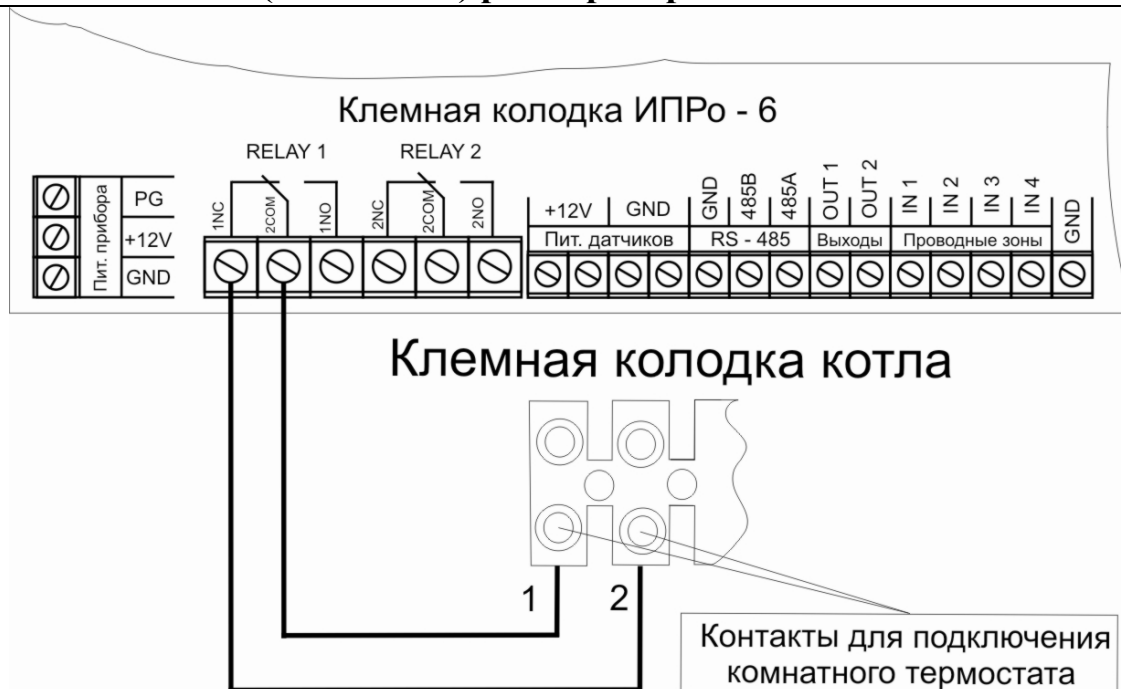 Клемная колодка ИПРо - 6
RELAY 1
RELAY 2
Пит. прибора
PG
+12V
GND
1NC
2COM
1NO
2NC
2COM
2NO
+12V
GND
Пит. датчиков
GND
485B
485A
RS - 485
OUT 1
OUT 2
Выходы
IN 1
IN 2
IN 3
IN 4
Проводные зоны
GND
Клемная колодка котла
1
2
Контакты для подключения
комнатного термостата